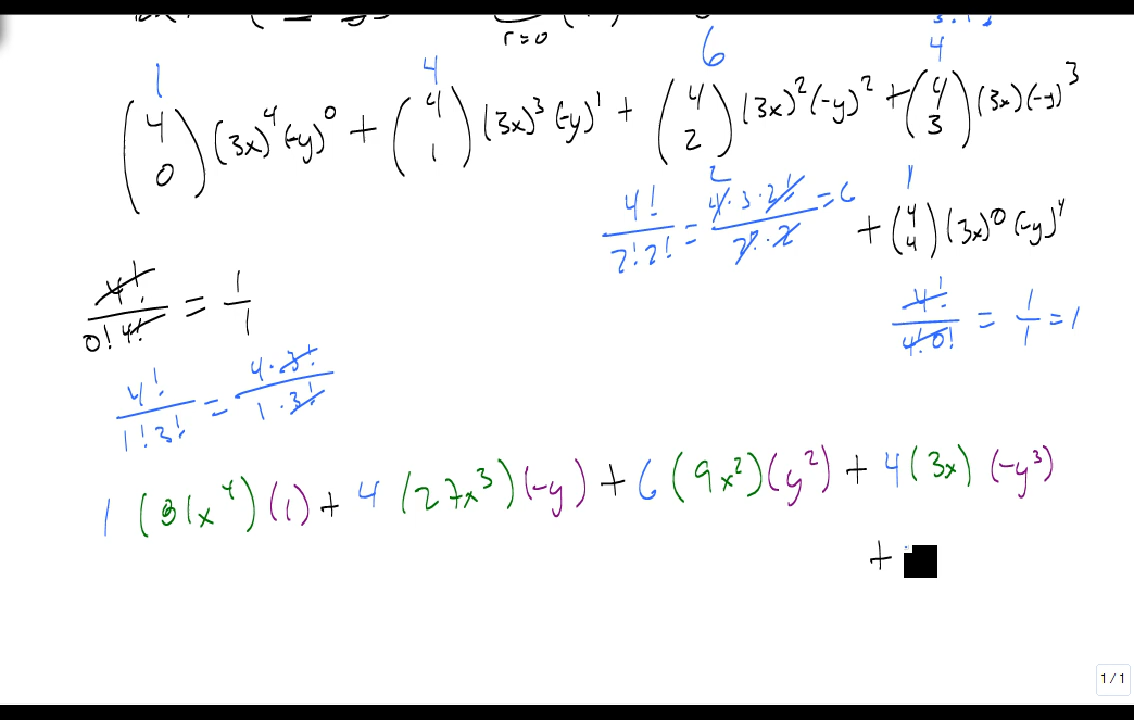 r=0
1 4 6 4
(4 0)(3x)^4(-y)^0 + (4 1)(3x)^3(-y)^1 + (4 2)(3x)^2(-y)^2 + (4 3)(3x)(-y)^3
1
+ (4 4)(3x)^0(-y)^4
4!/(2!2!) = (4·3·2!)/(2!·2) = 6
2
4!/(0!4!) = 1/1
4!/(4!·0!) = 1/1 = 1
4!/(1!3!) = (4·3!)/(1·3!)
1(81x^4)(1) + 4(27x^3)(-y) + 6(9x^2)(y^2) + 4(3x)(-y^3)
+
1/1